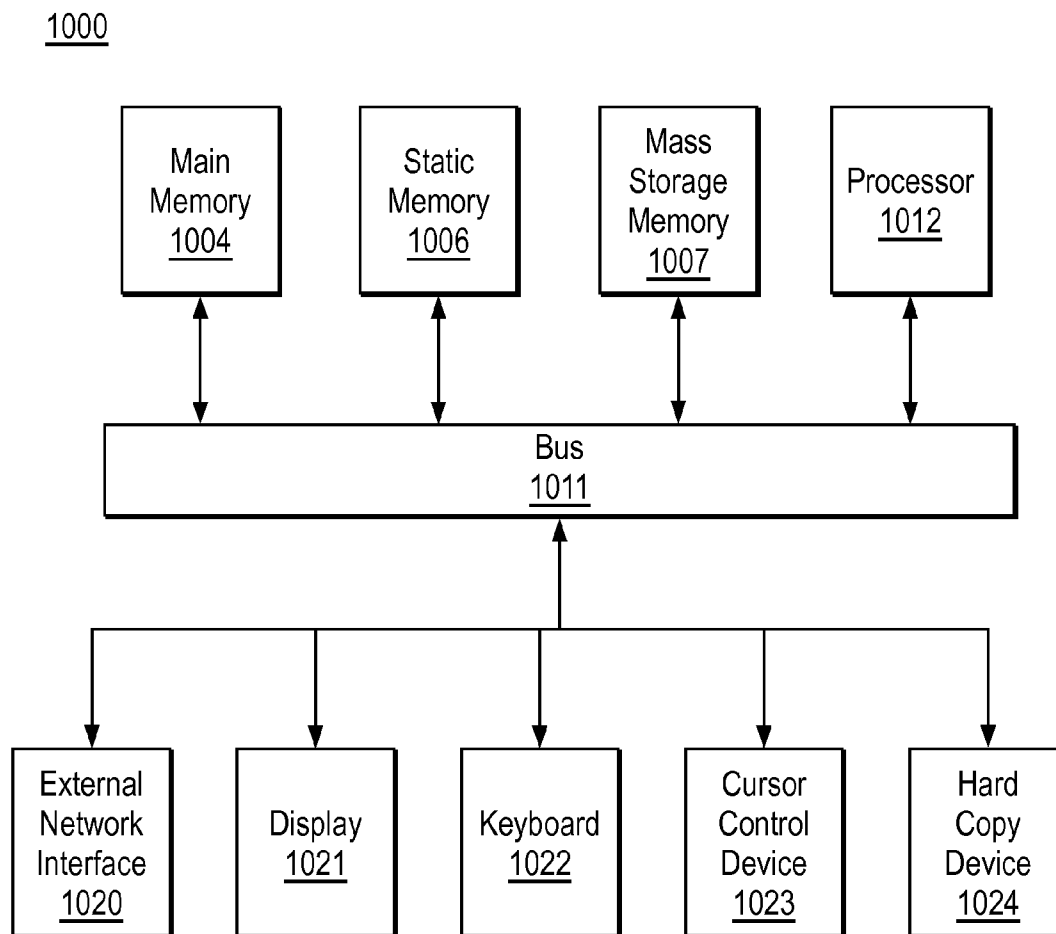 1000
Main
Memory
1004
Static
Memory
1006
Mass
Storage
Memory
1007
Processor
1012
Bus
1011
External
Network
Interface
1020
Display
1021
Keyboard
1022
Cursor
Control
Device
1023
Hard
Copy
Device
1024